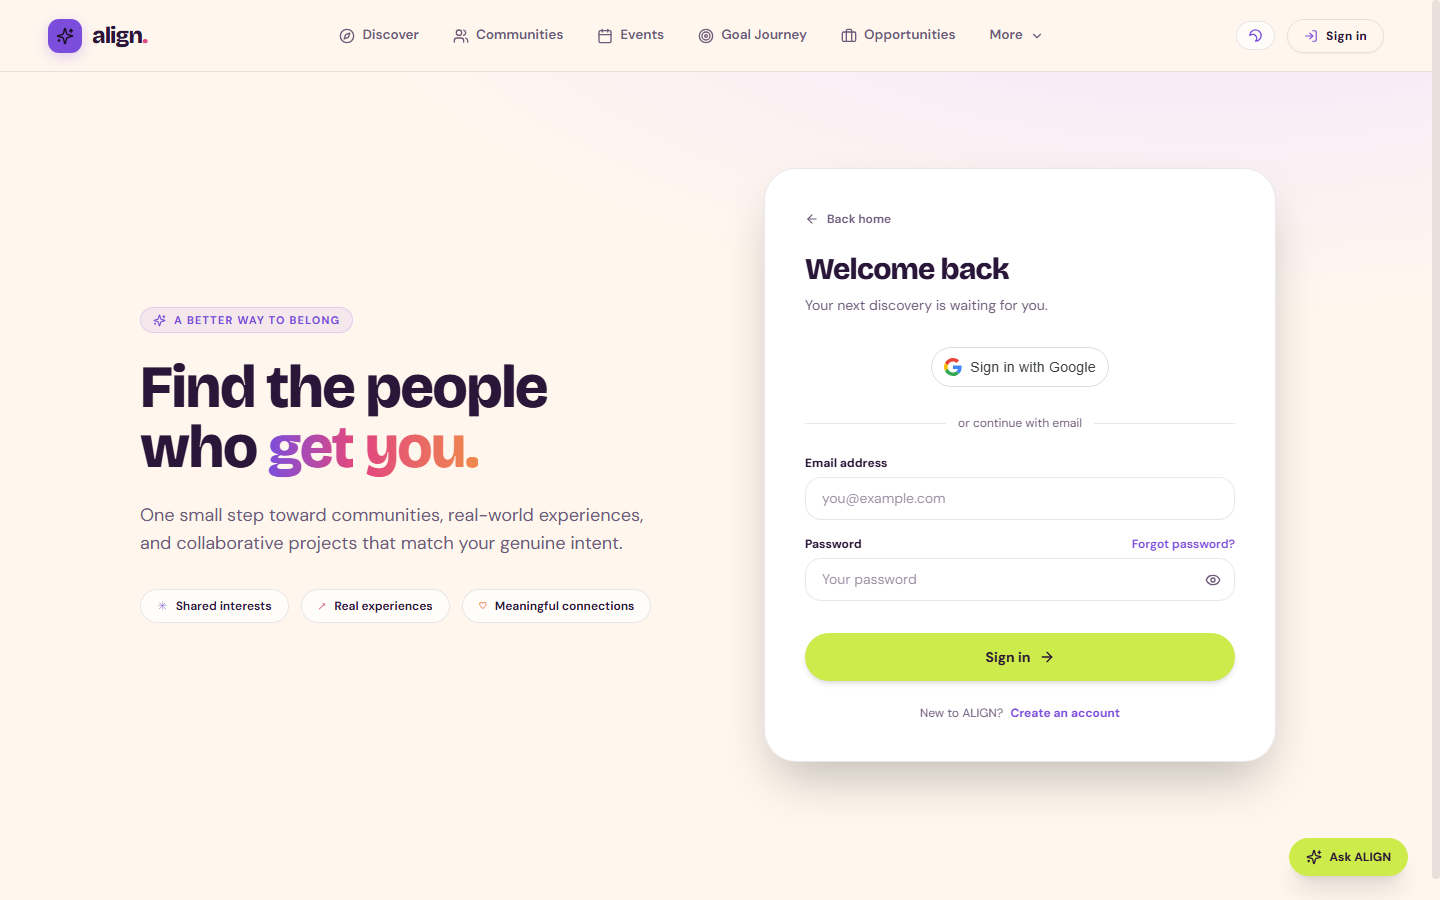 align.
Discover
Communities
Events
Goal Journey
Opportunities
More
Sign in
A BETTER WAY TO BELONG
Find the people
who get you.
One small step toward communities, real-world experiences,
and collaborative projects that match your genuine intent.
Shared interests
Real experiences
Meaningful connections
Back home
Welcome back
Your next discovery is waiting for you.
Sign in with Google
or continue with email
Email address
you@example.com
Password
Forgot password?
Your password
Sign in
New to ALIGN? Create an account
Ask ALIGN